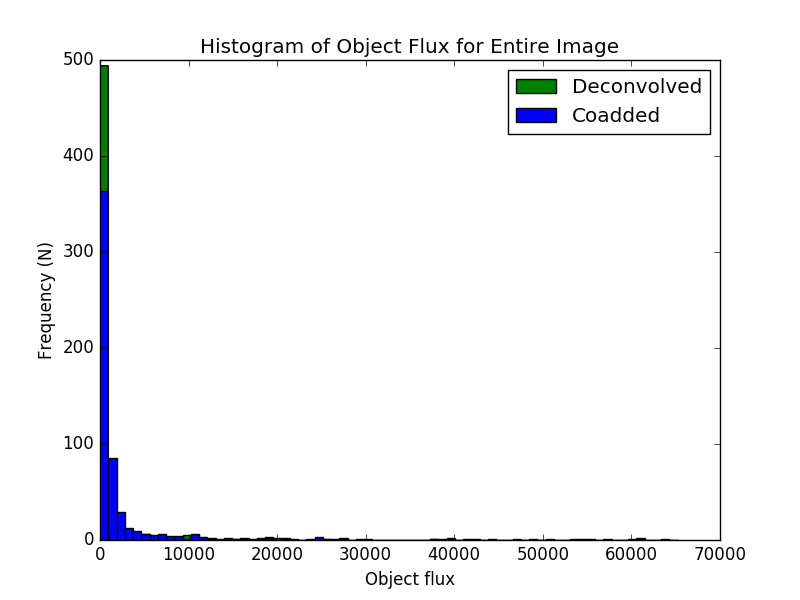 Histogram of Object Flux for Entire Image
Deconvolved
Coadded
500
400
300
200
100
0
Frequency (N)
0 10000 20000 30000 40000 50000 60000 70000
Object flux